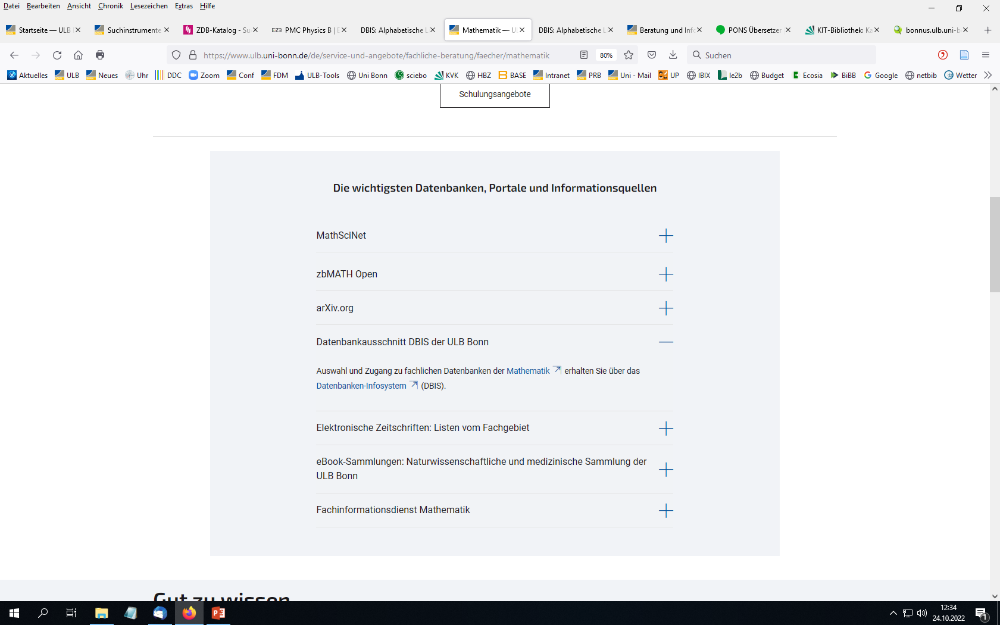 Datei Bearbeiten Ansicht Chronik Lesezeichen Extras Hilfe
Startseite — ULB Suchinstrumente ZDB-Katalog - Su PMC Physics B | E DBIS: Alphabetische L Mathematik — UL DBIS: Alphabetische L Beratung und Info PONS Übersetzer KIT-Bibliothek: Ka bonnus.ulb.uni-b
https://www.ulb.uni-bonn.de/de/service-und-angebote/fachliche-beratung/faecher/mathematik 80% Suchen
Aktuelles ULB Neues Uhr DDC Zoom Conf FDM ULB-Tools Uni Bonn sciebo KVK HBZ BASE Intranet PRB Uni - Mail UP IBIX le2b Budget Ecosia BiBB Google netbib Wetter
Schulungsangebote
Die wichtigsten Datenbanken, Portale und Informationsquellen
MathSciNet
zbMATH Open
arXiv.org
Datenbankausschnitt DBIS der ULB Bonn
Auswahl und Zugang zu fachlichen Datenbanken der Mathematik erhalten Sie über das
Datenbanken-Infosystem (DBIS).
Elektronische Zeitschriften: Listen vom Fachgebiet
eBook-Sammlungen: Naturwissenschaftliche und medizinische Sammlung der
ULB Bonn
Fachinformationsdienst Mathematik
Gut zu wissen
12:34
24.10.2022
1